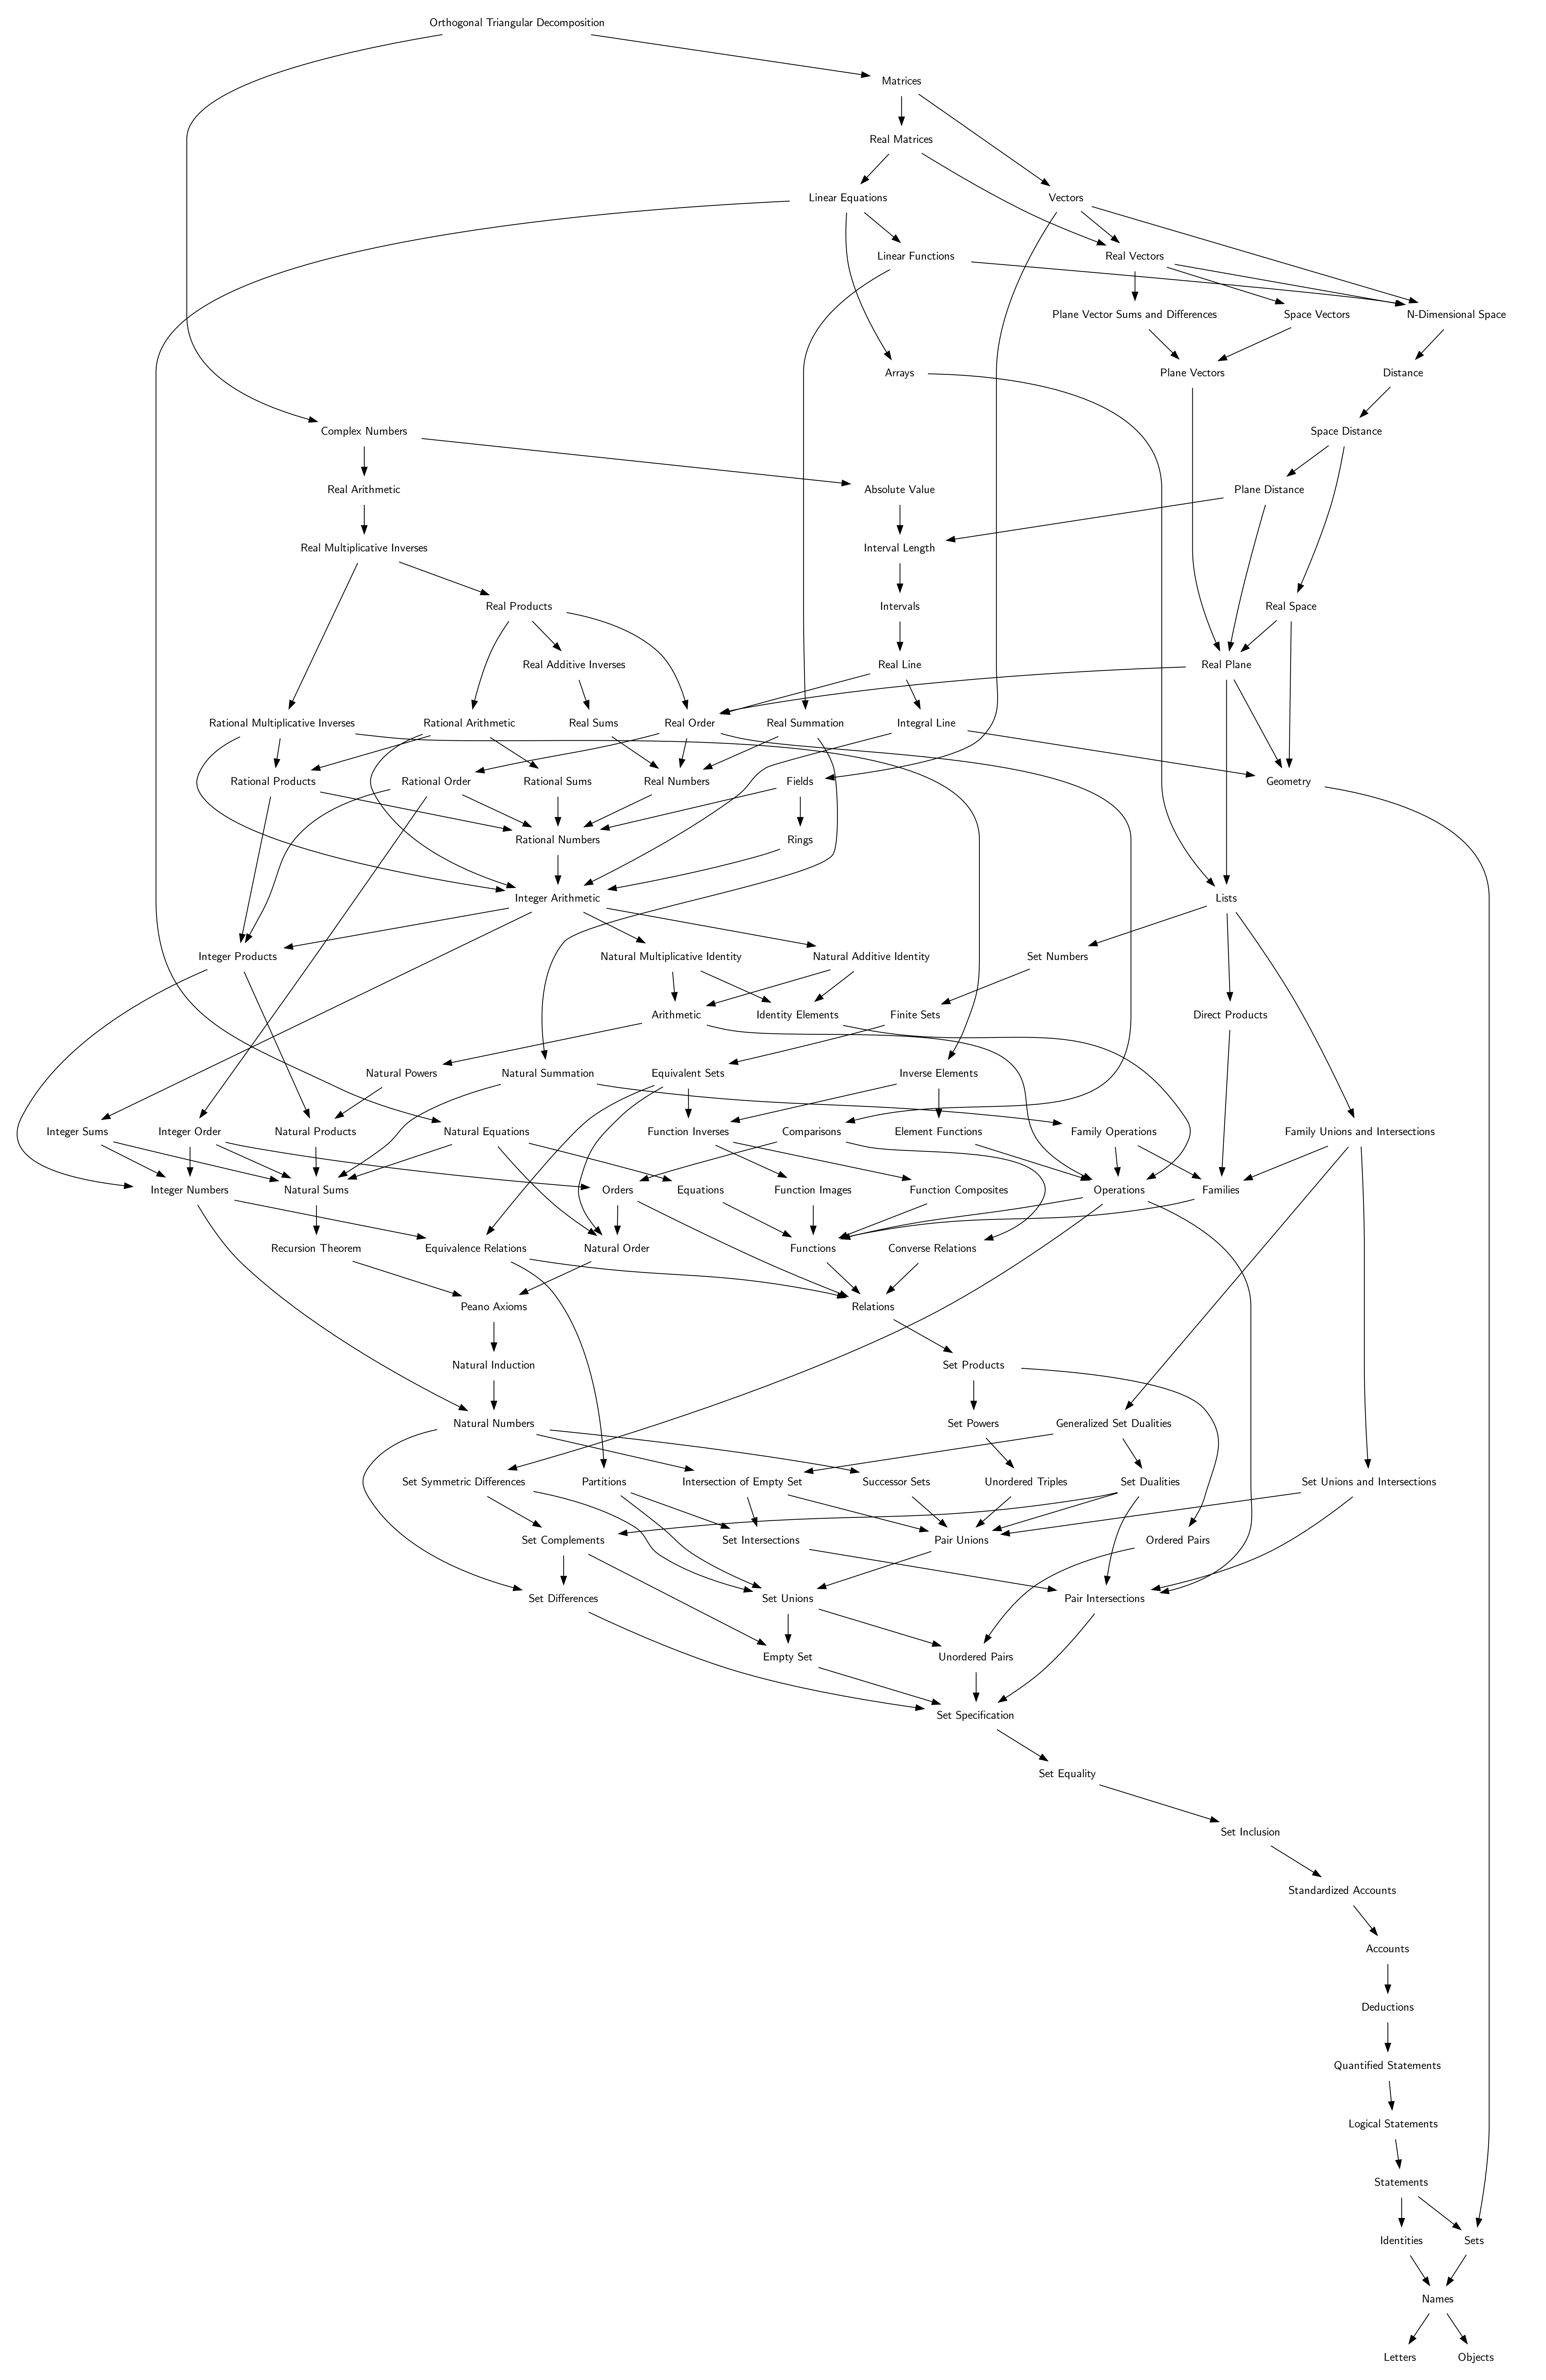 Orthogonal Triangular Decomposition
Matrices
Real Matrices
Linear Equations
Vectors
Linear Functions
Real Vectors
Plane Vector Sums and Differences
Space Vectors
N-Dimensional Space
Arrays
Plane Vectors
Distance
Complex Numbers
Space Distance
Real Arithmetic
Absolute Value
Plane Distance
Real Multiplicative Inverses
Interval Length
Real Products
Intervals
Real Space
Real Additive Inverses
Real Line
Real Plane
Rational Multiplicative Inverses
Rational Arithmetic
Real Sums
Real Order
Real Summation
Integral Line
Rational Products
Rational Order
Rational Sums
Real Numbers
Fields
Geometry
Rational Numbers
Rings
Integer Arithmetic
Lists
Integer Products
Natural Multiplicative Identity
Natural Additive Identity
Set Numbers
Arithmetic
Identity Elements
Finite Sets
Direct Products
Natural Powers
Natural Summation
Equivalent Sets
Inverse Elements
Integer Sums
Integer Order
Natural Products
Natural Equations
Function Inverses
Comparisons
Element Functions
Family Operations
Family Unions and Intersections
Integer Numbers
Natural Sums
Orders
Equations
Function Images
Function Composites
Operations
Families
Recursion Theorem
Equivalence Relations
Natural Order
Functions
Converse Relations
Peano Axioms
Relations
Natural Induction
Set Products
Natural Numbers
Set Powers
Generalized Set Dualities
Set Symmetric Differences
Partitions
Intersection of Empty Set
Successor Sets
Unordered Triples
Set Dualities
Set Unions and Intersections
Set Complements
Set Intersections
Pair Unions
Ordered Pairs
Set Differences
Set Unions
Pair Intersections
Empty Set
Unordered Pairs
Set Specification
Set Equality
Set Inclusion
Standardized Accounts
Accounts
Deductions
Quantified Statements
Logical Statements
Statements
Identities
Sets
Names
Letters
Objects